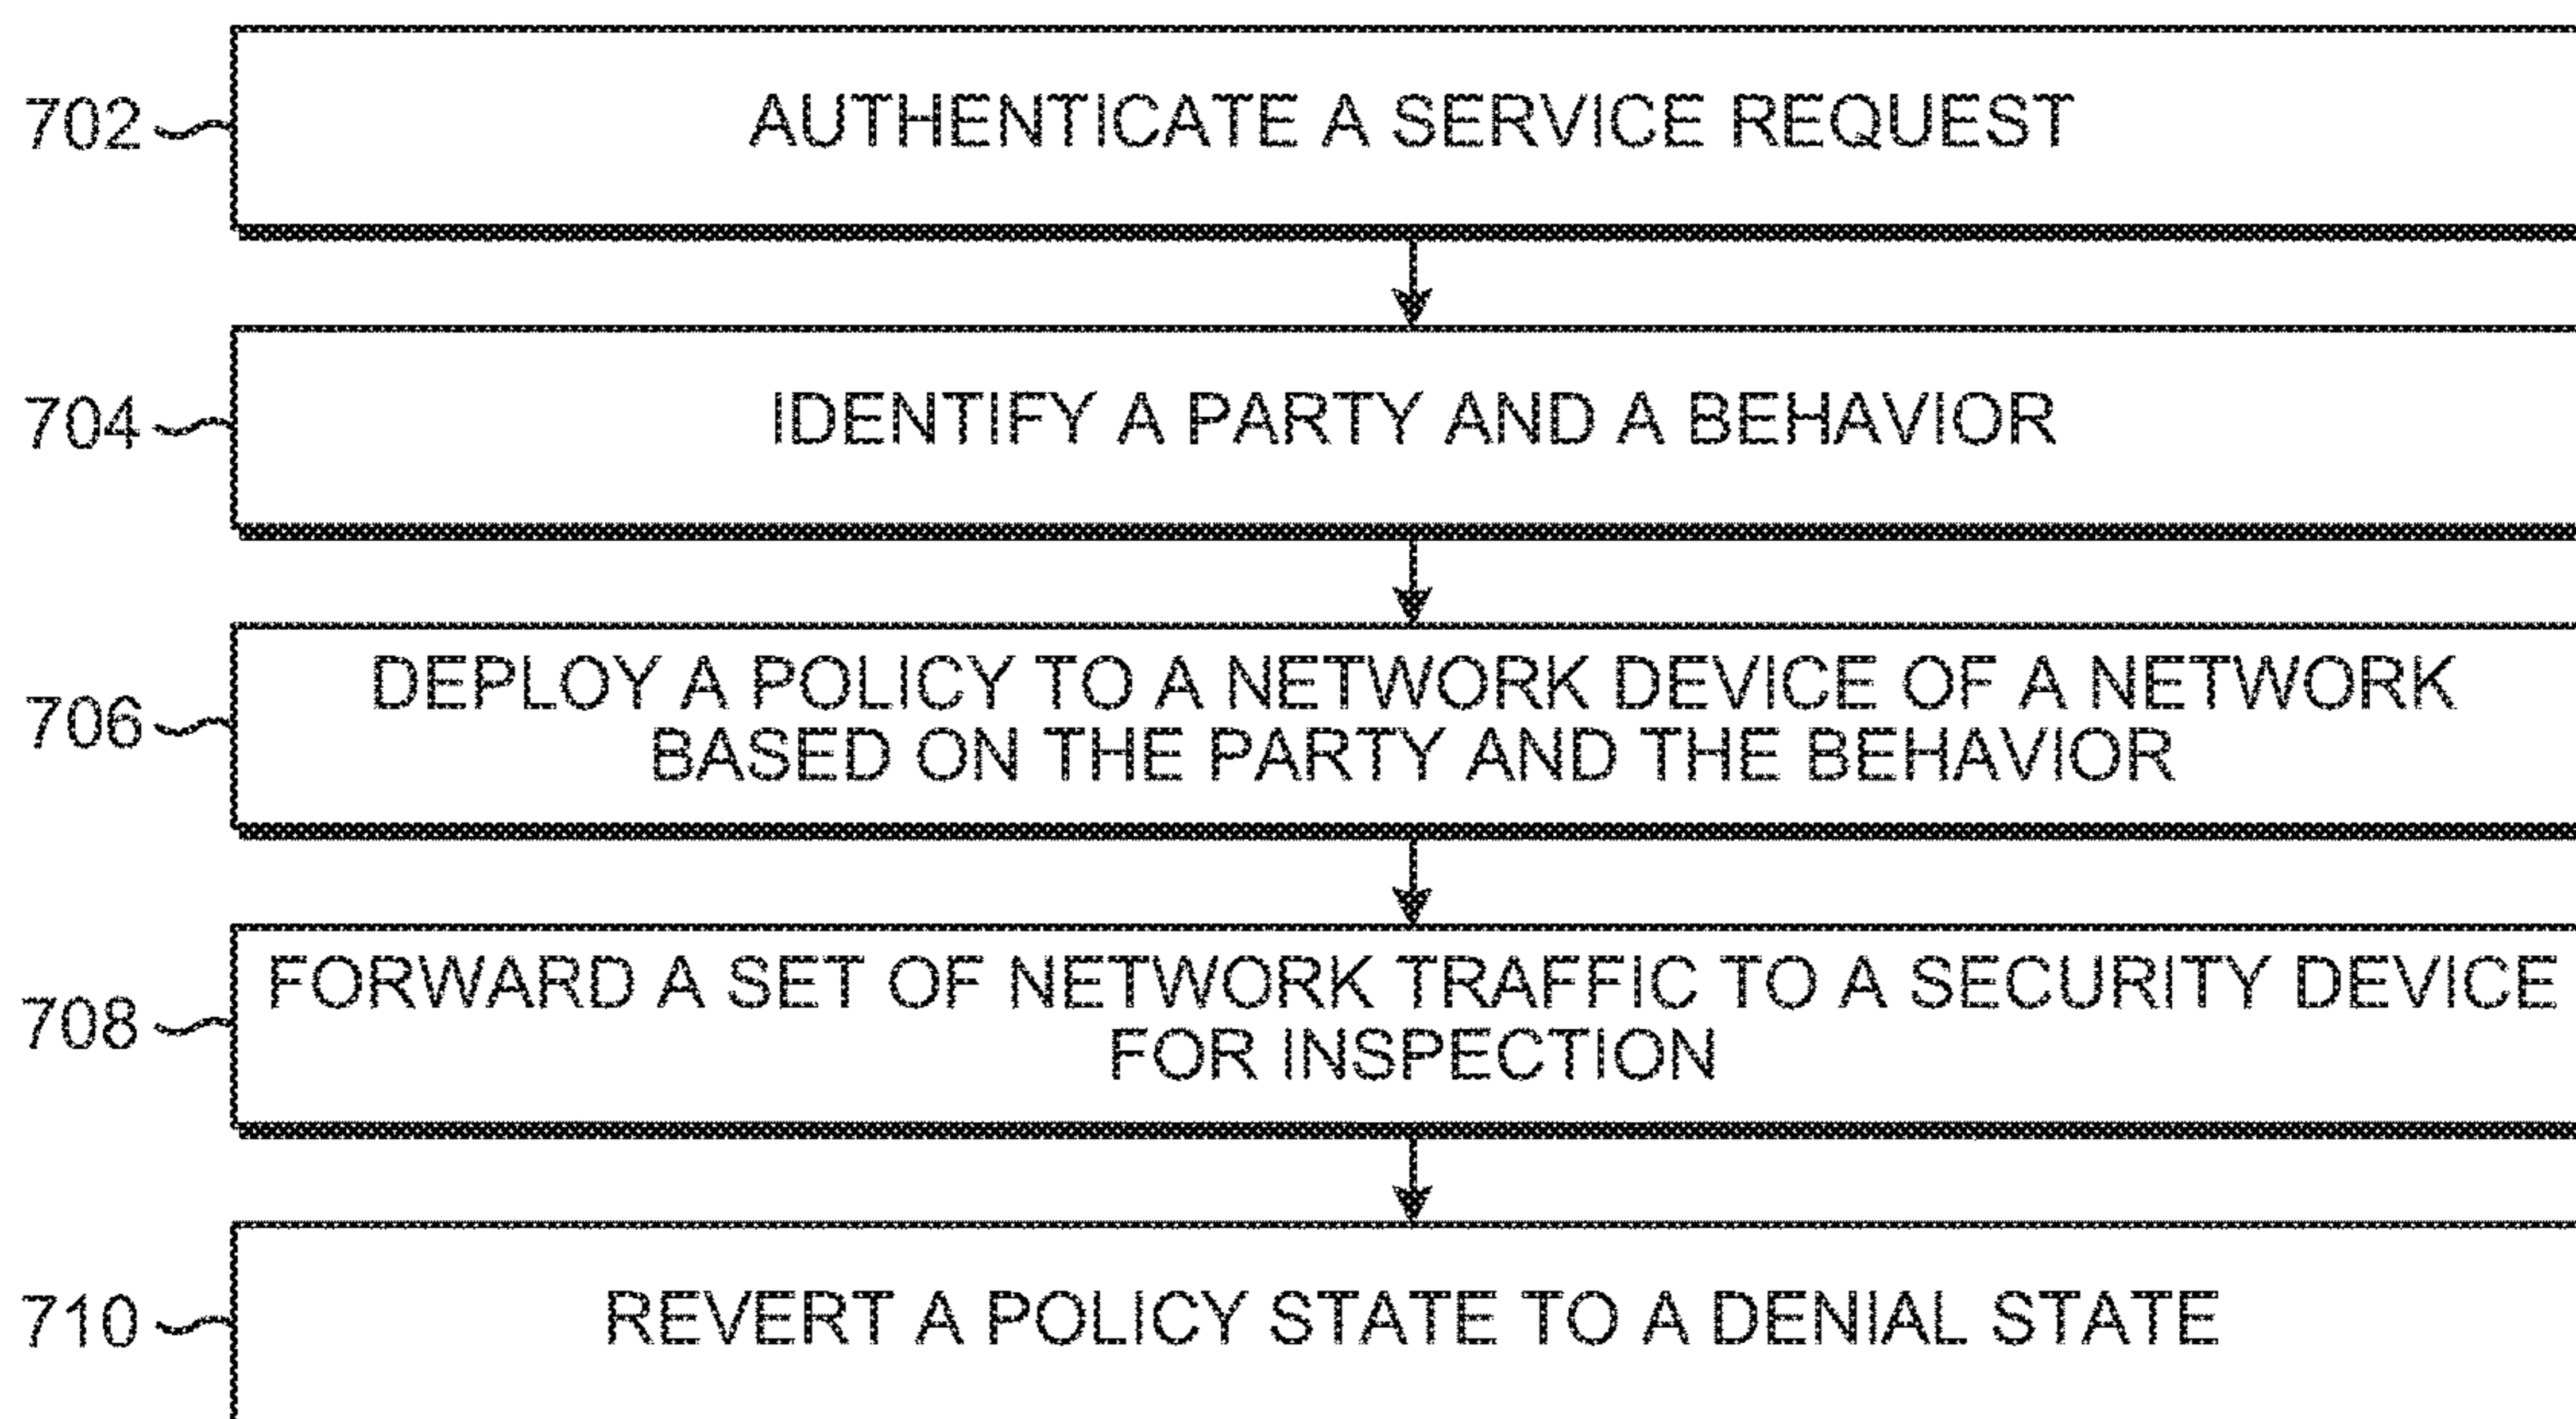 702
AUTHENTICATE A SERVICE REQUEST
704
IDENTIFY A PARTY AND A BEHAVIOR
706
DEPLOY A POLICY TO A NETWORK DEVICE OF A NETWORK
BASED ON THE PARTY AND THE BEHAVIOR
708
FORWARD A SET OF NETWORK TRAFFIC TO A SECURITY DEVICE
FOR INSPECTION
710
REVERT A POLICY STATE TO A DENIAL STATE